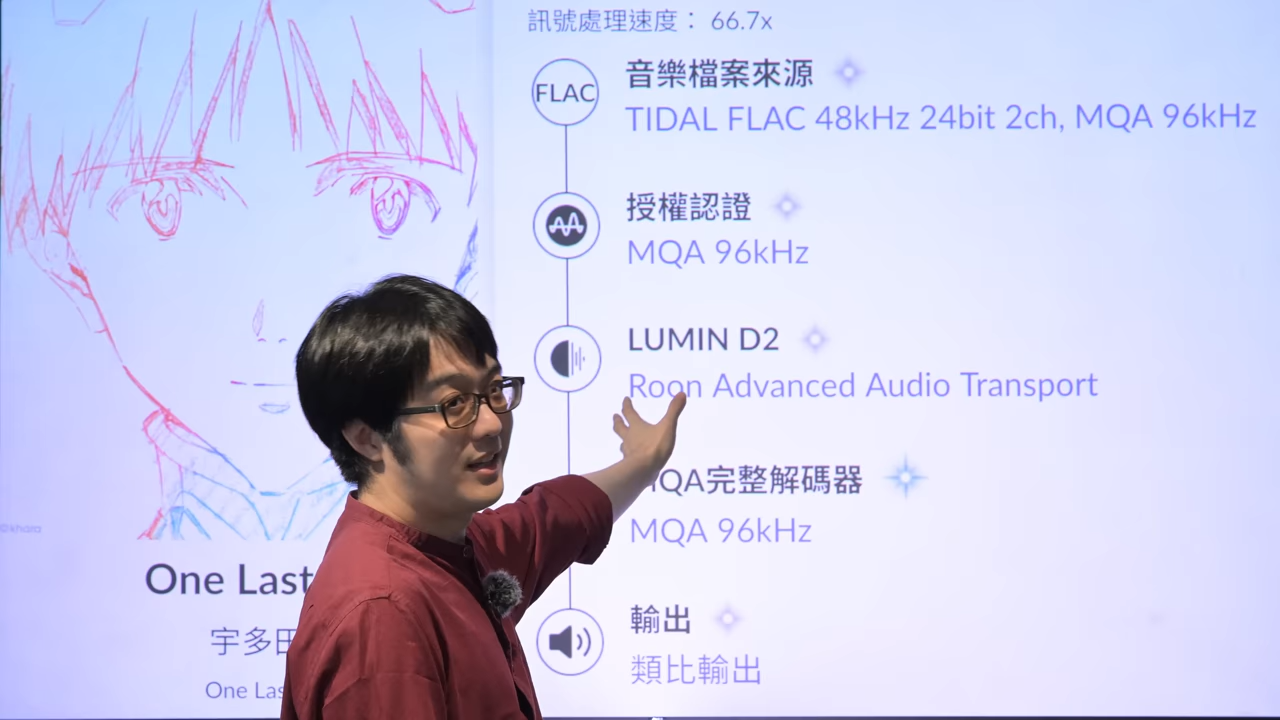 訊號處理速度： 66.7x
FLAC
音樂檔案來源
TIDAL FLAC 48kHz 24bit 2ch, MQA 96kHz
授權認證
MQA 96kHz
LUMIN D2
Roon Advanced Audio Transport
MQA完整解碼器
MQA 96kHz
輸出
類比輸出
©khara
One Last
宇多田
One Las